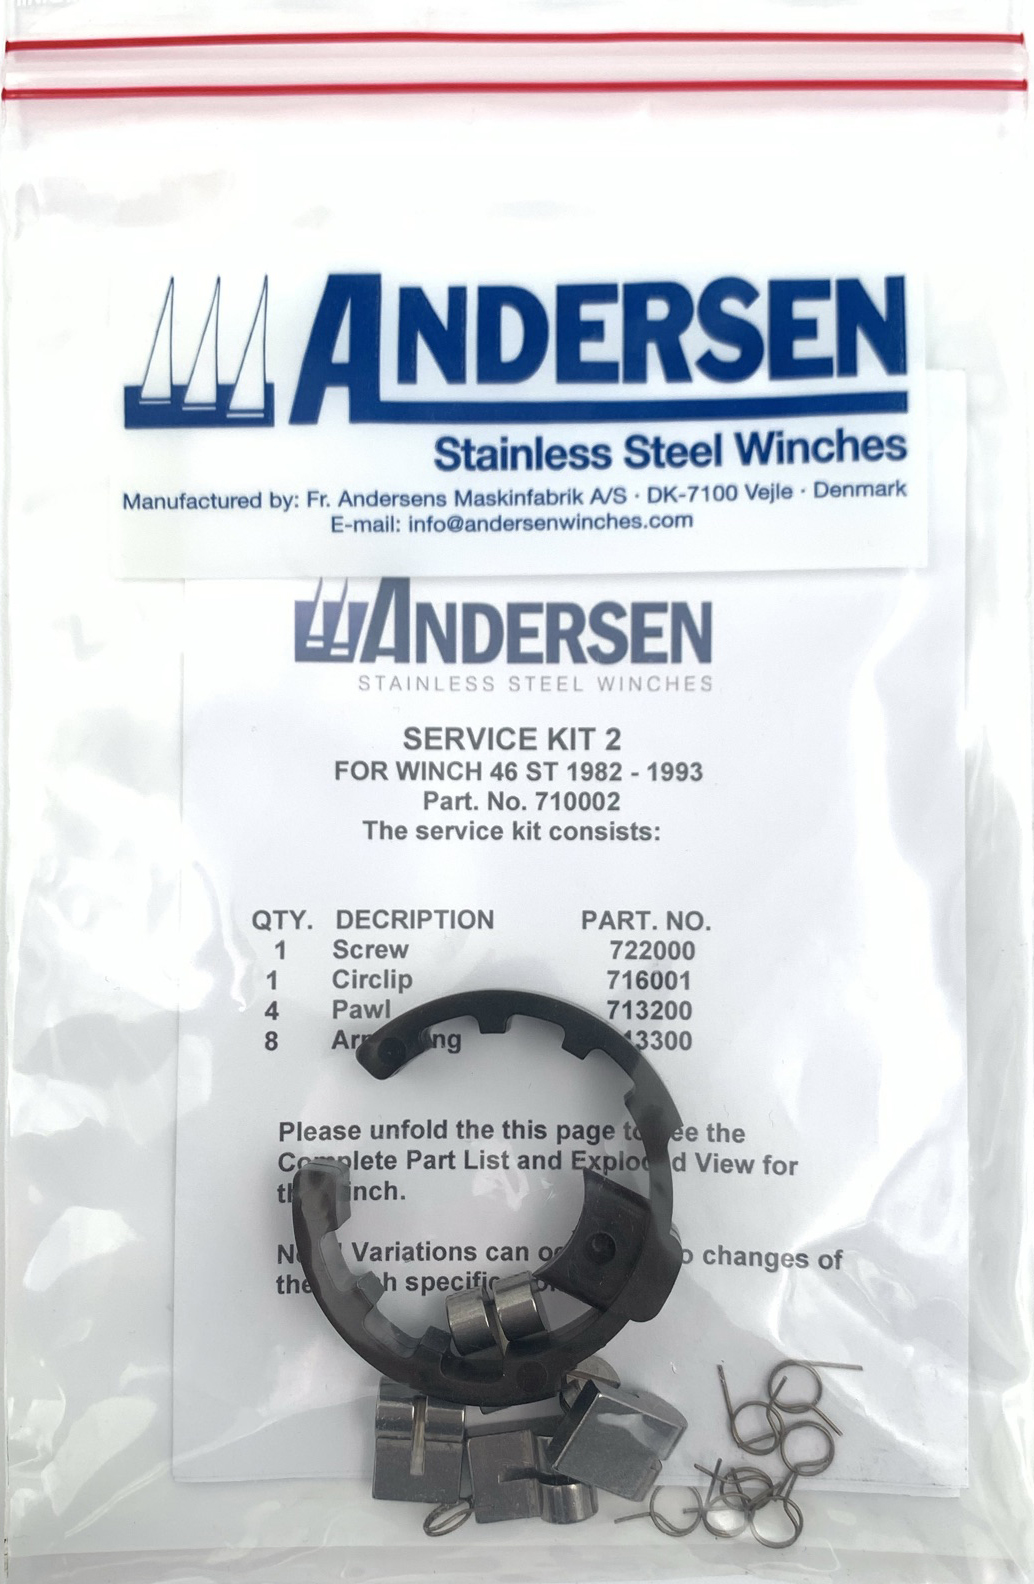 ANDERSEN
Stainless Steel Winches
Manufactured by: Fr. Andersens Maskinfabrik A/S · DK-7100 Vejle · Denmark
E-mail: info@andersenwinches.com
ANDERSEN
STAINLESS STEEL WINCHES
SERVICE KIT 2
FOR WINCH 46 ST 1982 - 1993
Part. No. 710002
The service kit consists:
QTY. DECRIPTION PART. NO.
1 Screw 722000
1 Circlip 716001
4 Pawl 713200
8
Please unfold the this page the
Part List and View for
Variations can changes of